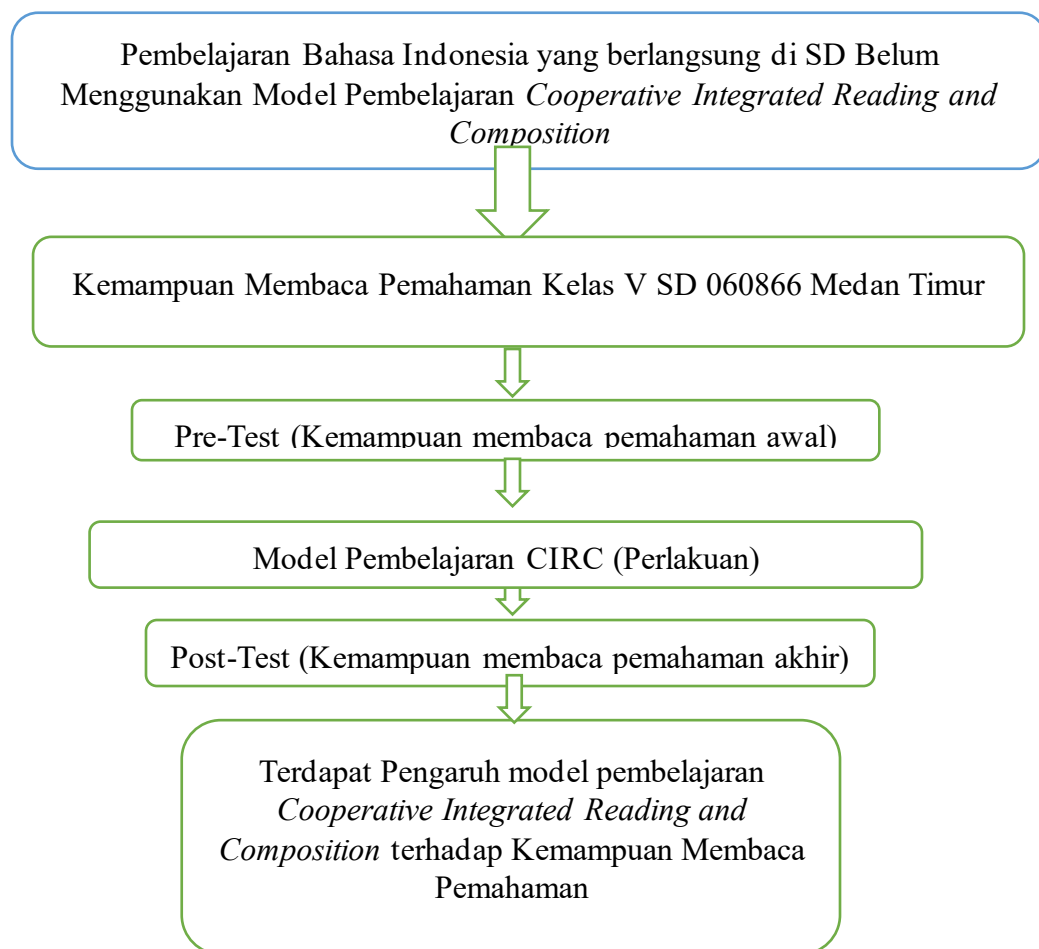 Pembelajaran Bahasa Indonesia yang berlangsung di SD Belum
Menggunakan Model Pembelajaran Cooperative Integrated Reading and
Composition
Kemampuan Membaca Pemahaman Kelas V SD 060866 Medan Timur
Pre-Test (Kemampuan membaca pemahaman awal)
Model Pembelajaran CIRC (Perlakuan)
Post-Test (Kemampuan membaca pemahaman akhir)
Terdapat Pengaruh model pembelajaran
Cooperative Integrated Reading and
Composition terhadap Kemampuan Membaca
Pemahaman